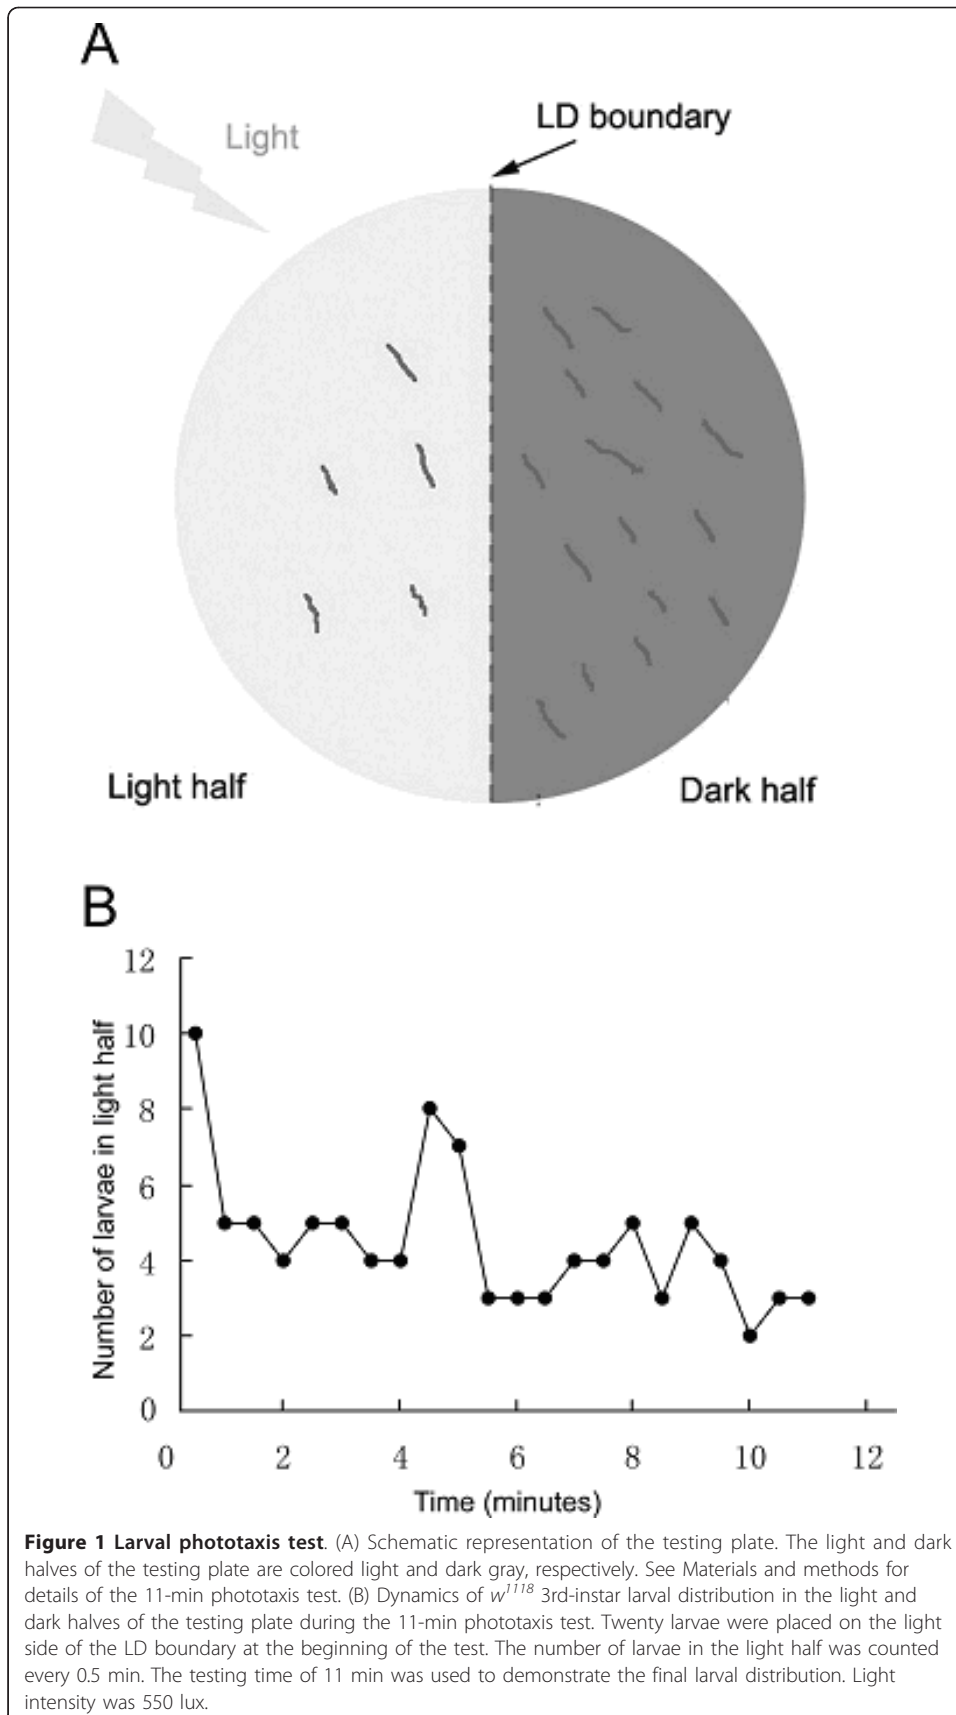 A
Light
LD boundary
Light half
Dark half
B
12
10
8
6
4
2
0
Number of larvae in light half
0 2 4 6 8 10 12
Time (minutes)
Figure 1 Larval phototaxis test. (A) Schematic representation of the testing plate. The light and dark
halves of the testing plate are colored light and dark gray, respectively. See Materials and methods for
details of the 11-min phototaxis test. (B) Dynamics of w1118 3rd-instar larval distribution in the light and
dark halves of the testing plate during the 11-min phototaxis test. Twenty larvae were placed on the light
side of the LD boundary at the beginning of the test. The number of larvae in the light half was counted
every 0.5 min. The testing time of 11 min was used to demonstrate the final larval distribution. Light
intensity was 550 lux.